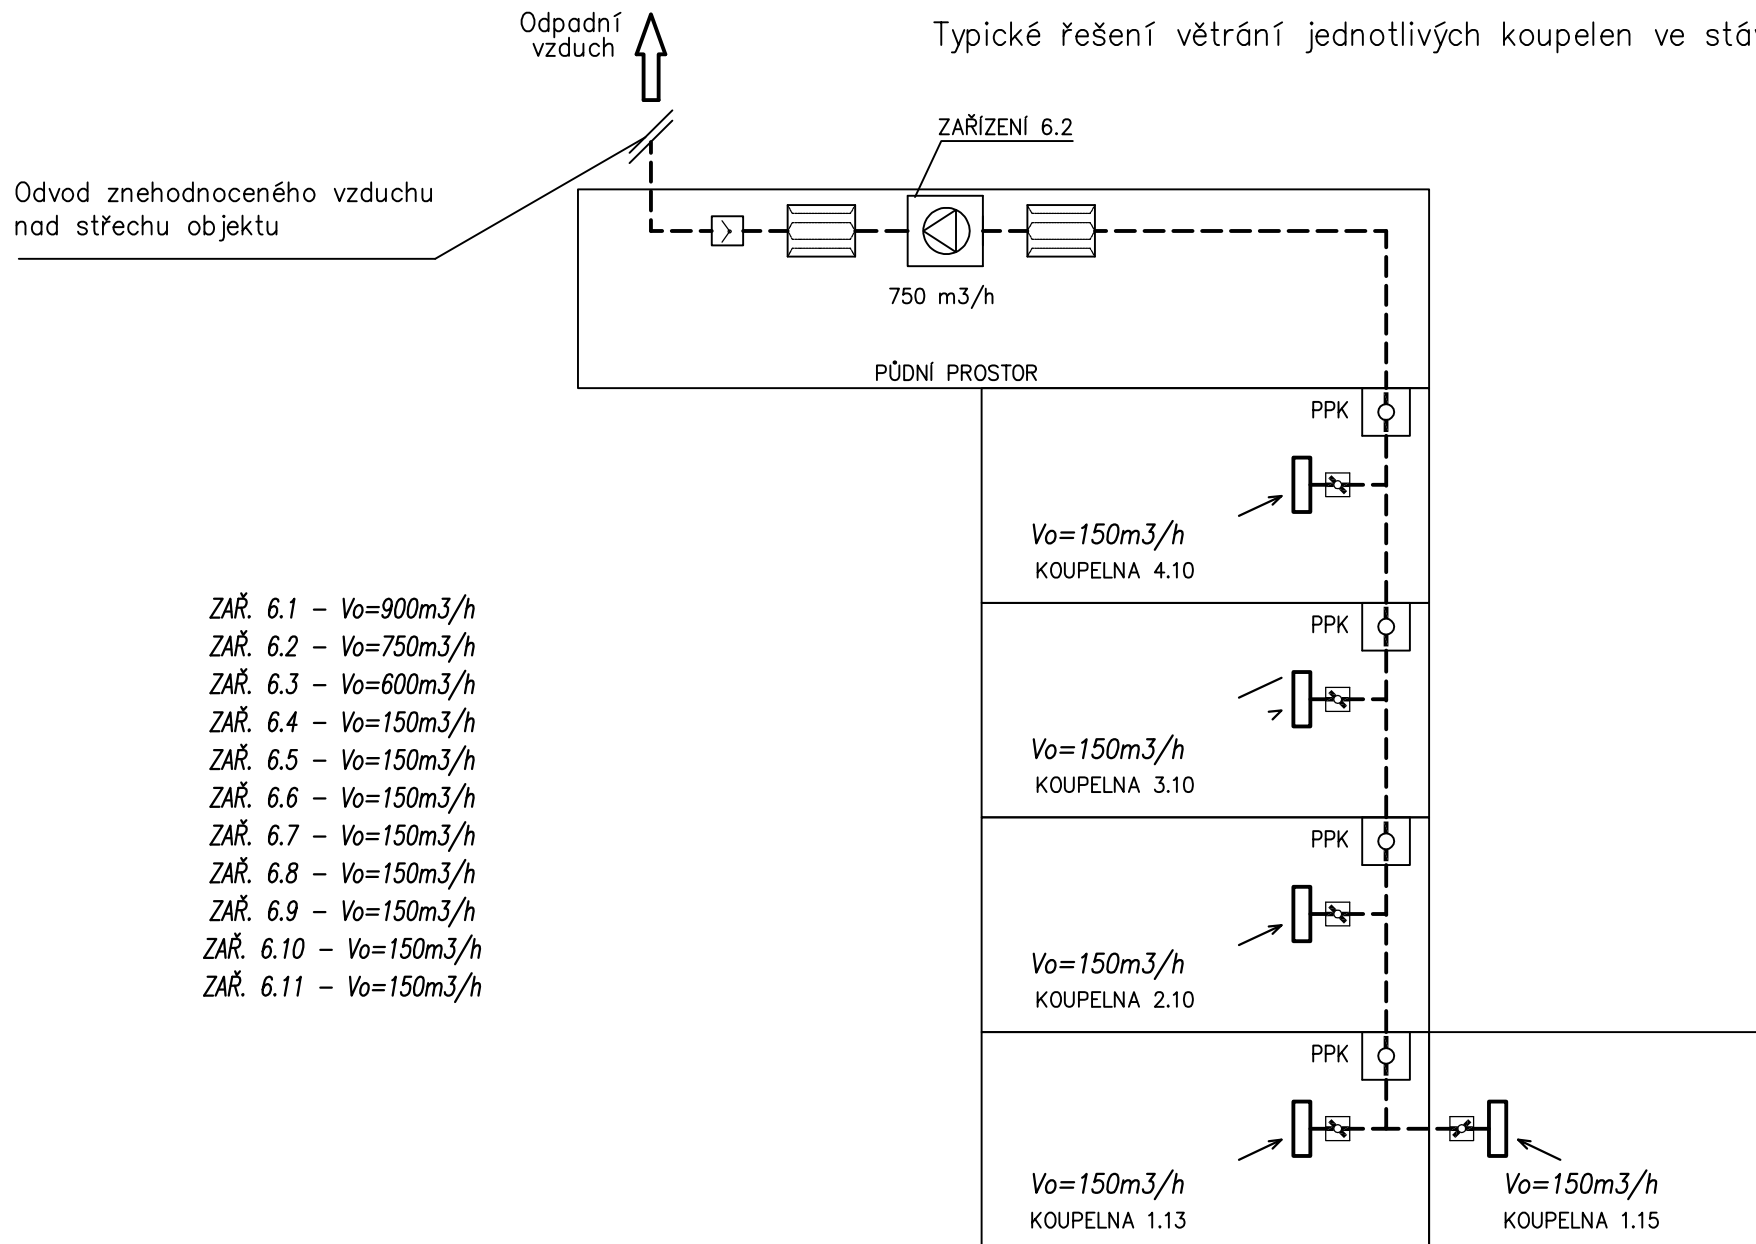 Odpadní
vzduch
Typické řešení větrání jednotlivých koupelen ve
ZAŘÍZENÍ 6.2
Odvod znehodnoceného vzduchu
nad střechu objektu
750 m3/h
PŮDNÍ PROSTOR
PPK
Vo=150m3/h
KOUPELNA 4.10
PPK
Vo=150m3/h
KOUPELNA 3.10
PPK
Vo=150m3/h
KOUPELNA 2.10
PPK
Vo=150m3/h
KOUPELNA 1.13
Vo=150m3/h
KOUPELNA 1.15
ZAŘ. 6.1 – Vo=900m3/h
ZAŘ. 6.2 – Vo=750m3/h
ZAŘ. 6.3 – Vo=600m3/h
ZAŘ. 6.4 – Vo=150m3/h
ZAŘ. 6.5 – Vo=150m3/h
ZAŘ. 6.6 – Vo=150m3/h
ZAŘ. 6.7 – Vo=150m3/h
ZAŘ. 6.8 – Vo=150m3/h
ZAŘ. 6.9 – Vo=150m3/h
ZAŘ. 6.10 – Vo=150m3/h
ZAŘ. 6.11 – Vo=150m3/h